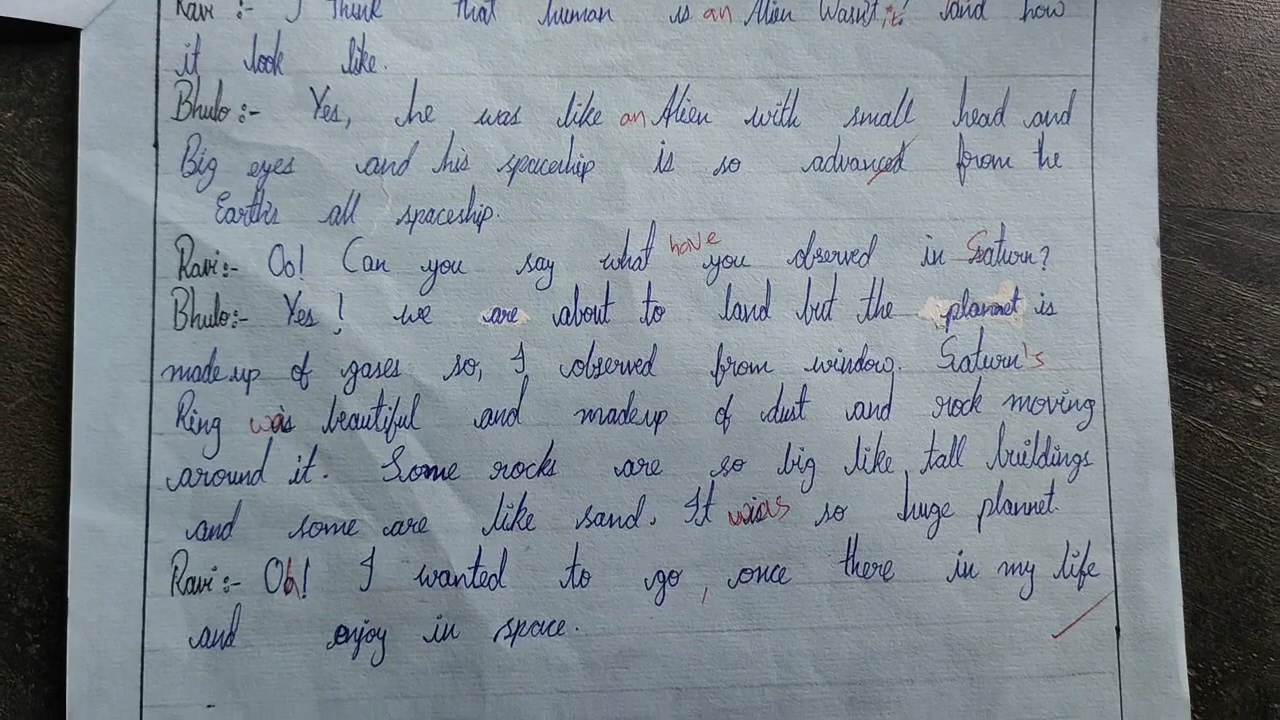 Ravi :- I think that human is an Alien Wasn't it? and how
it look like.
Bhulo :- Yes, he was like an Alien with small head and
Big eyes and his spaceship is so advanced from the
Earth's all spaceship.
Ravi :- Oo! Can you say what have you observed in Saturn?
Bhulo :- Yes! we are about to land but the plannet is
made up of gases so, I observed from window. Saturn's
Ring was beautiful and madeup of dust and rock moving
around it. Some rocks are so big like tall buildings
and some are like sand. It was so huge plannet.
Ravi :- Oh! I wanted to go, once there in my life
and enjoy in space.